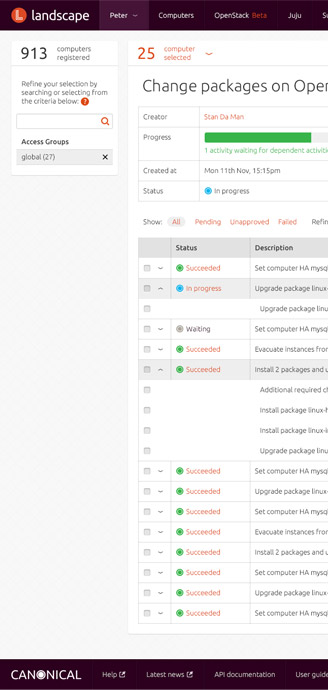 landscape
Peter
Computers
OpenStack Beta
Juju
913 computers registered
25 computer selected
Refine your selection by
searching or selecting from
the criteria below: ?
Access Groups
global (27)
Change packages on Open
Creator
Stan Da Man
Progress
1 activity waiting for dependent activiti
Created at
Mon 11th Nov, 15:15pm
Status
In progress
Show: All Pending Unapproved Failed Refin
Status Description
Succeeded Set computer HA mysq
In progress Upgrade package linux-
Upgrade package linu
Waiting Set computer HA mysq
Succeeded Evacuate Instances fro
Succeeded Install 2 packages and u
Additional required ch
Install package linux-h
Install package linux-i
Upgrade package linu
Succeeded Set computer HA mysq
Succeeded Upgrade package linux-
Succeeded Set computer HA mysq
Succeeded Evacuate Instances fro
Succeeded Install 2 packages and u
Succeeded Set computer HA mysq
Succeeded Upgrade package linux-
Succeeded Set computer HA mysq
CANONICAL
Help
Latest news
API documentation
User guide